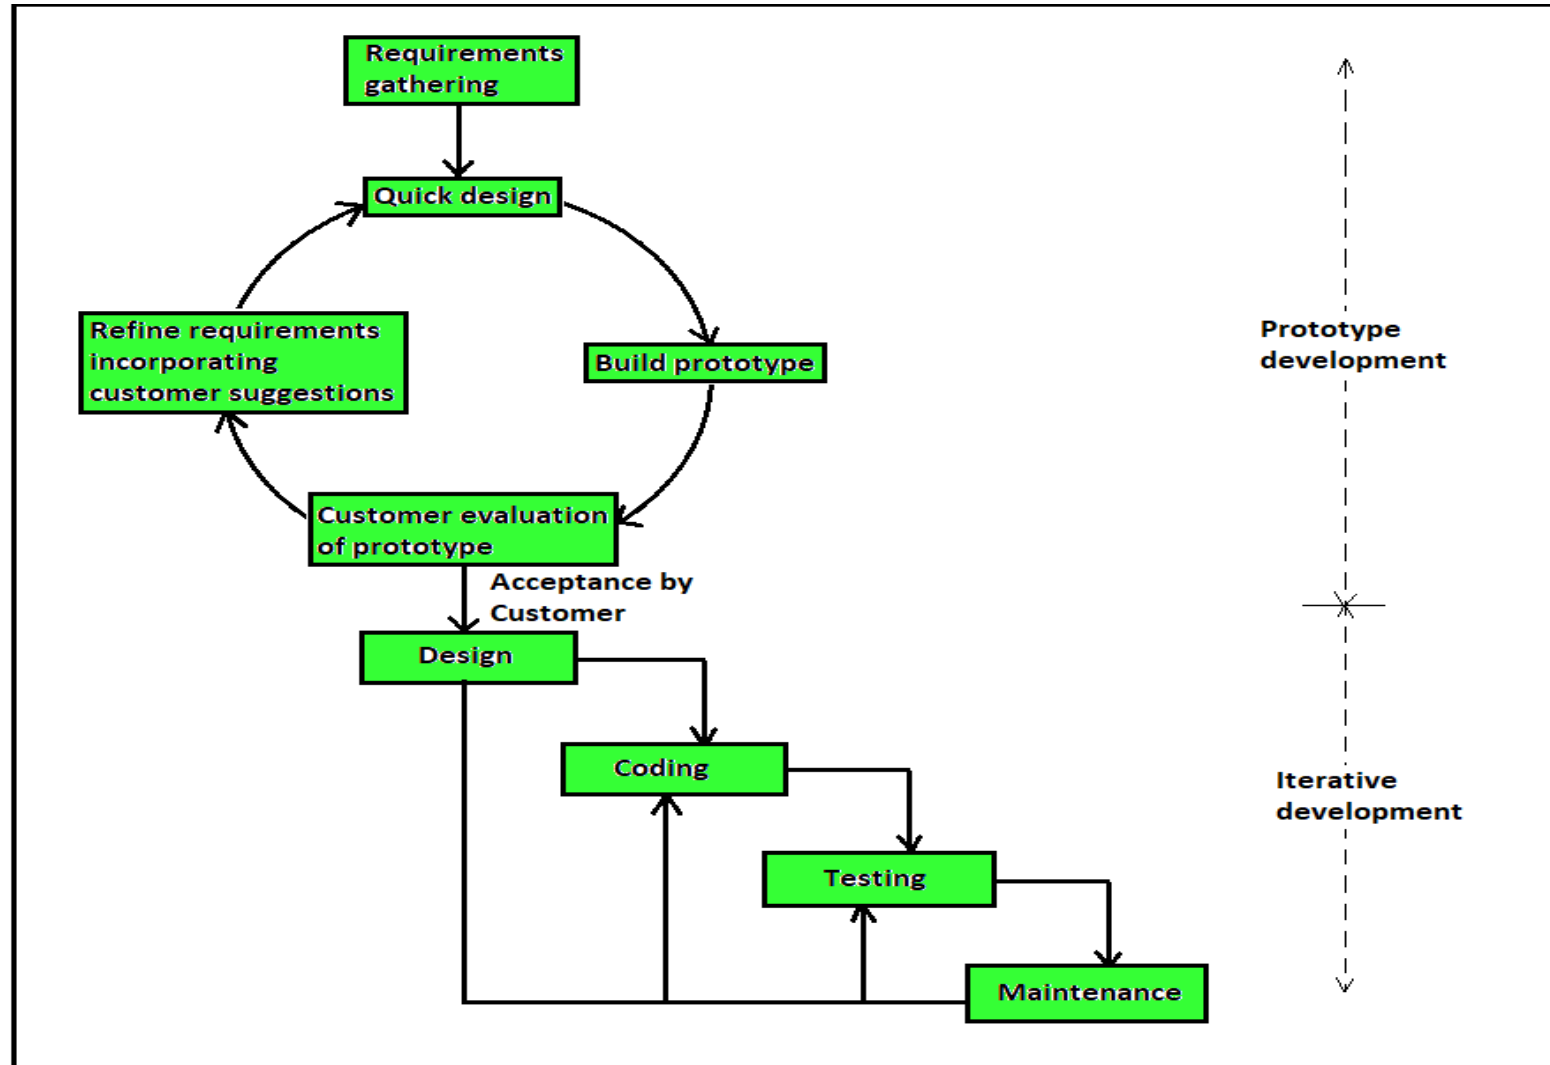 Requirements
gathering
Quick design
Refine requirements
incorporating
customer suggestions
Build prototype
Prototype
development
Customer evaluation
of prototype
Acceptance by
Customer
Design
Coding
Iterative
development
Testing
Maintenance